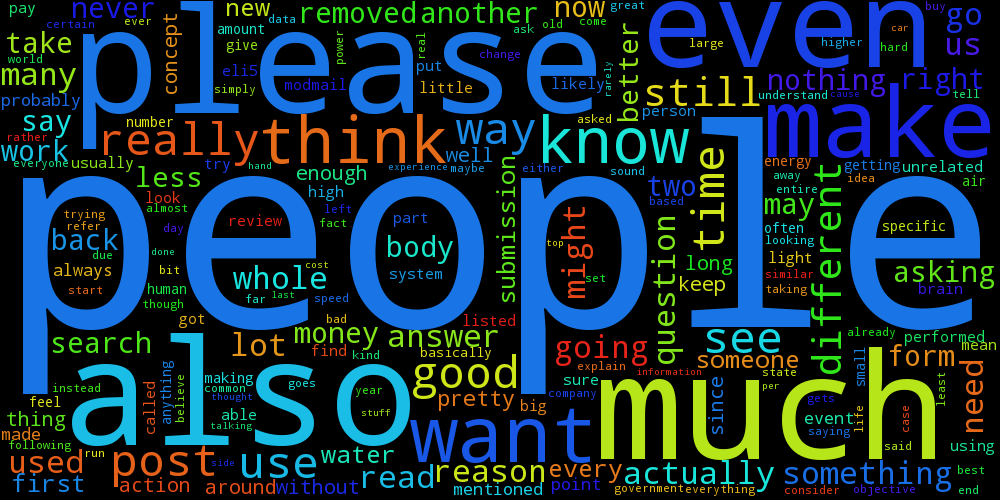 pay
never
new
removed
another
now
great
even
buy
go
certain
ever
data
amount
ask
old
come
car
world
take
concept
please
give
power
real
change
better
large
higher
hard
us
many
eli5
put
likely
rarely
nothing
right
probably
simply
modmail
little
still
understand
cause
tell
say
number
asked
person
make
really
think
way
know
work
rather
everyone
usually
try
hand
experience
well
maybe
either
sound
energy
getting
unrelated
less
enough
submission
two
time
away
idea
air
look
high
based
entire
may
different
almost
trying
refer
day
review
left
fact
part
top
might
question
often
specific
back
due
done
body
looking
people
always
bit
whole
cost
system
long
light
asking
start
human
far
last
speed
set
keep
similar
taking
brain
though
got
bad
listed
search
lot
money
answer
going
see
already
performed
find
kind
basically
someone
form
mean
instead
called
anything
believe
making
common
goes
good
explain
information
state
small
need
feel
also
thought
year
pretty
sure
company
since
per
much
least
thing
able
talking
stuff
big
want
gets
event
life
case
made
saying
following
run
used
post
side
use
water
reason
every
actually
said
using
something
best
first
action
around
without
read
mentioned
point
government
everything
consider
objective
end